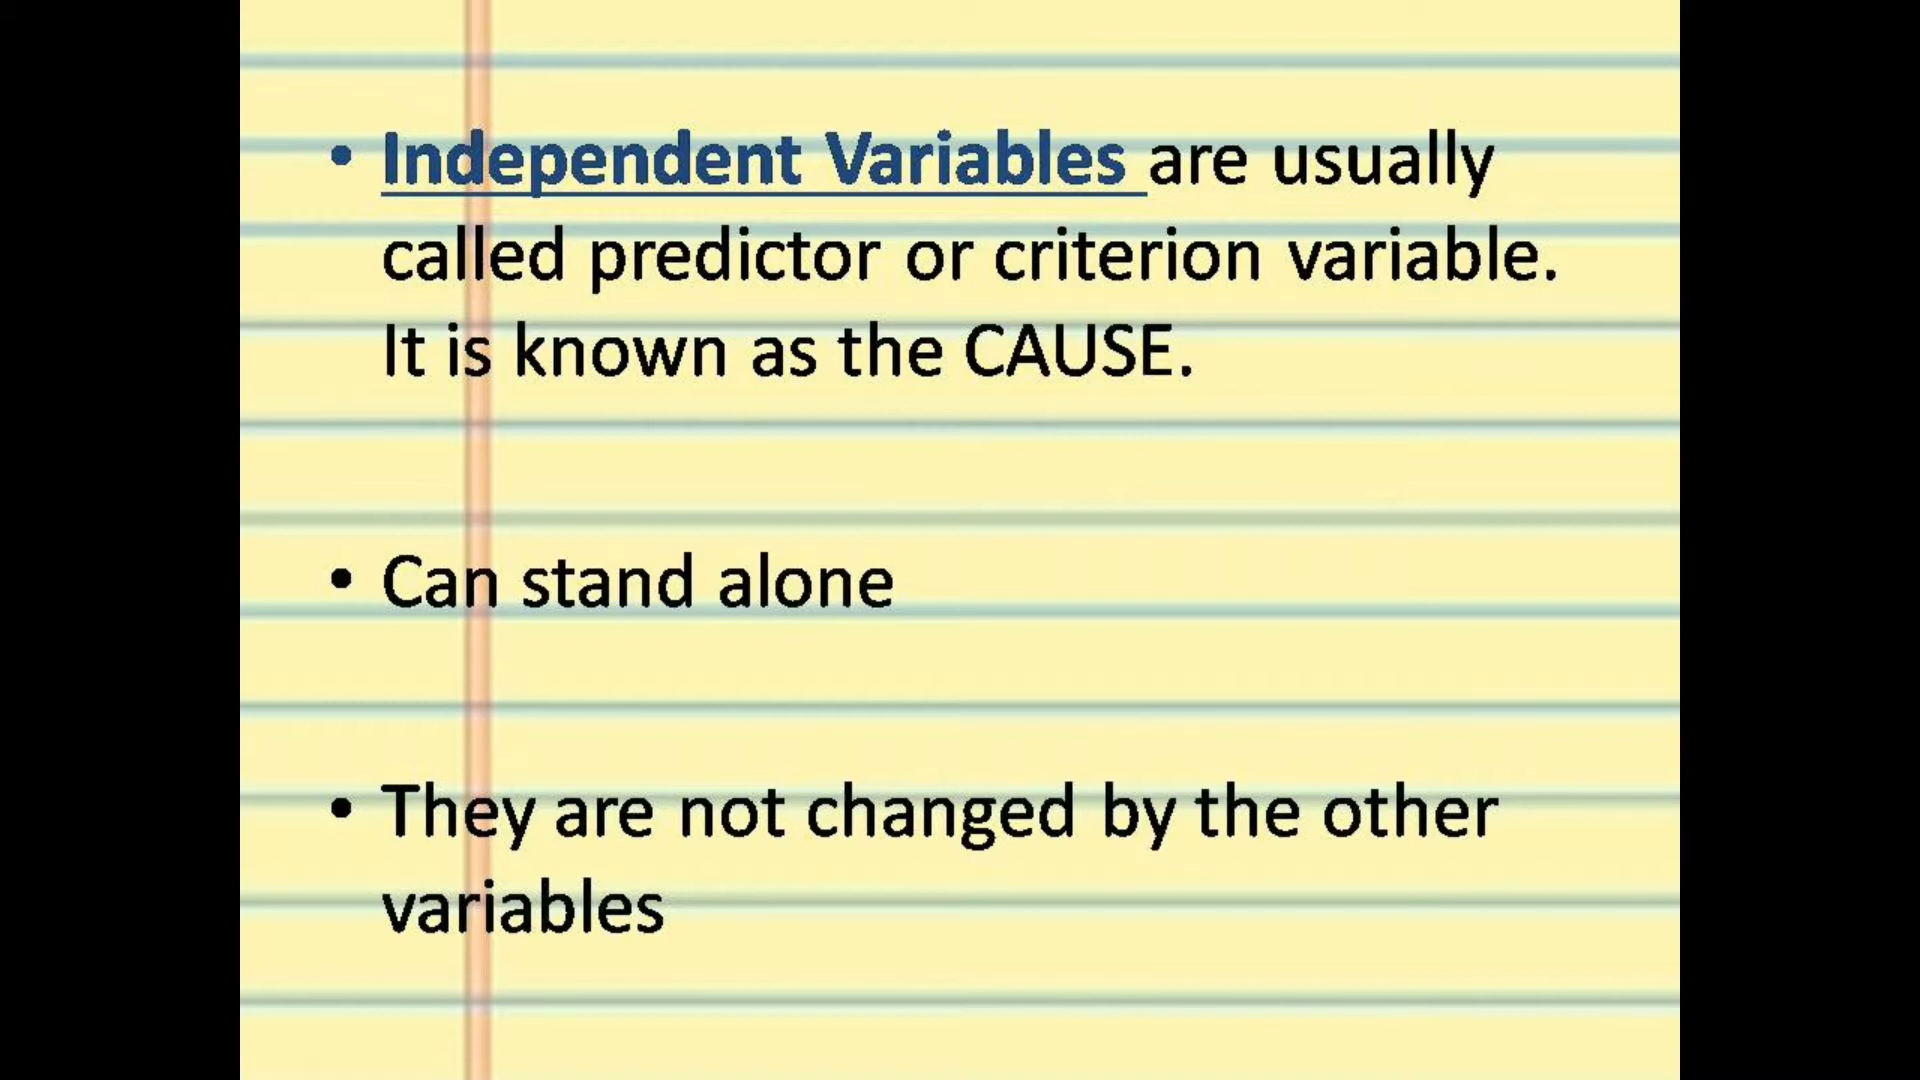 • Independent Variables are usually
called predictor or criterion variable.
It is known as the CAUSE.
• Can stand alone
• They are not changed by the other
variables